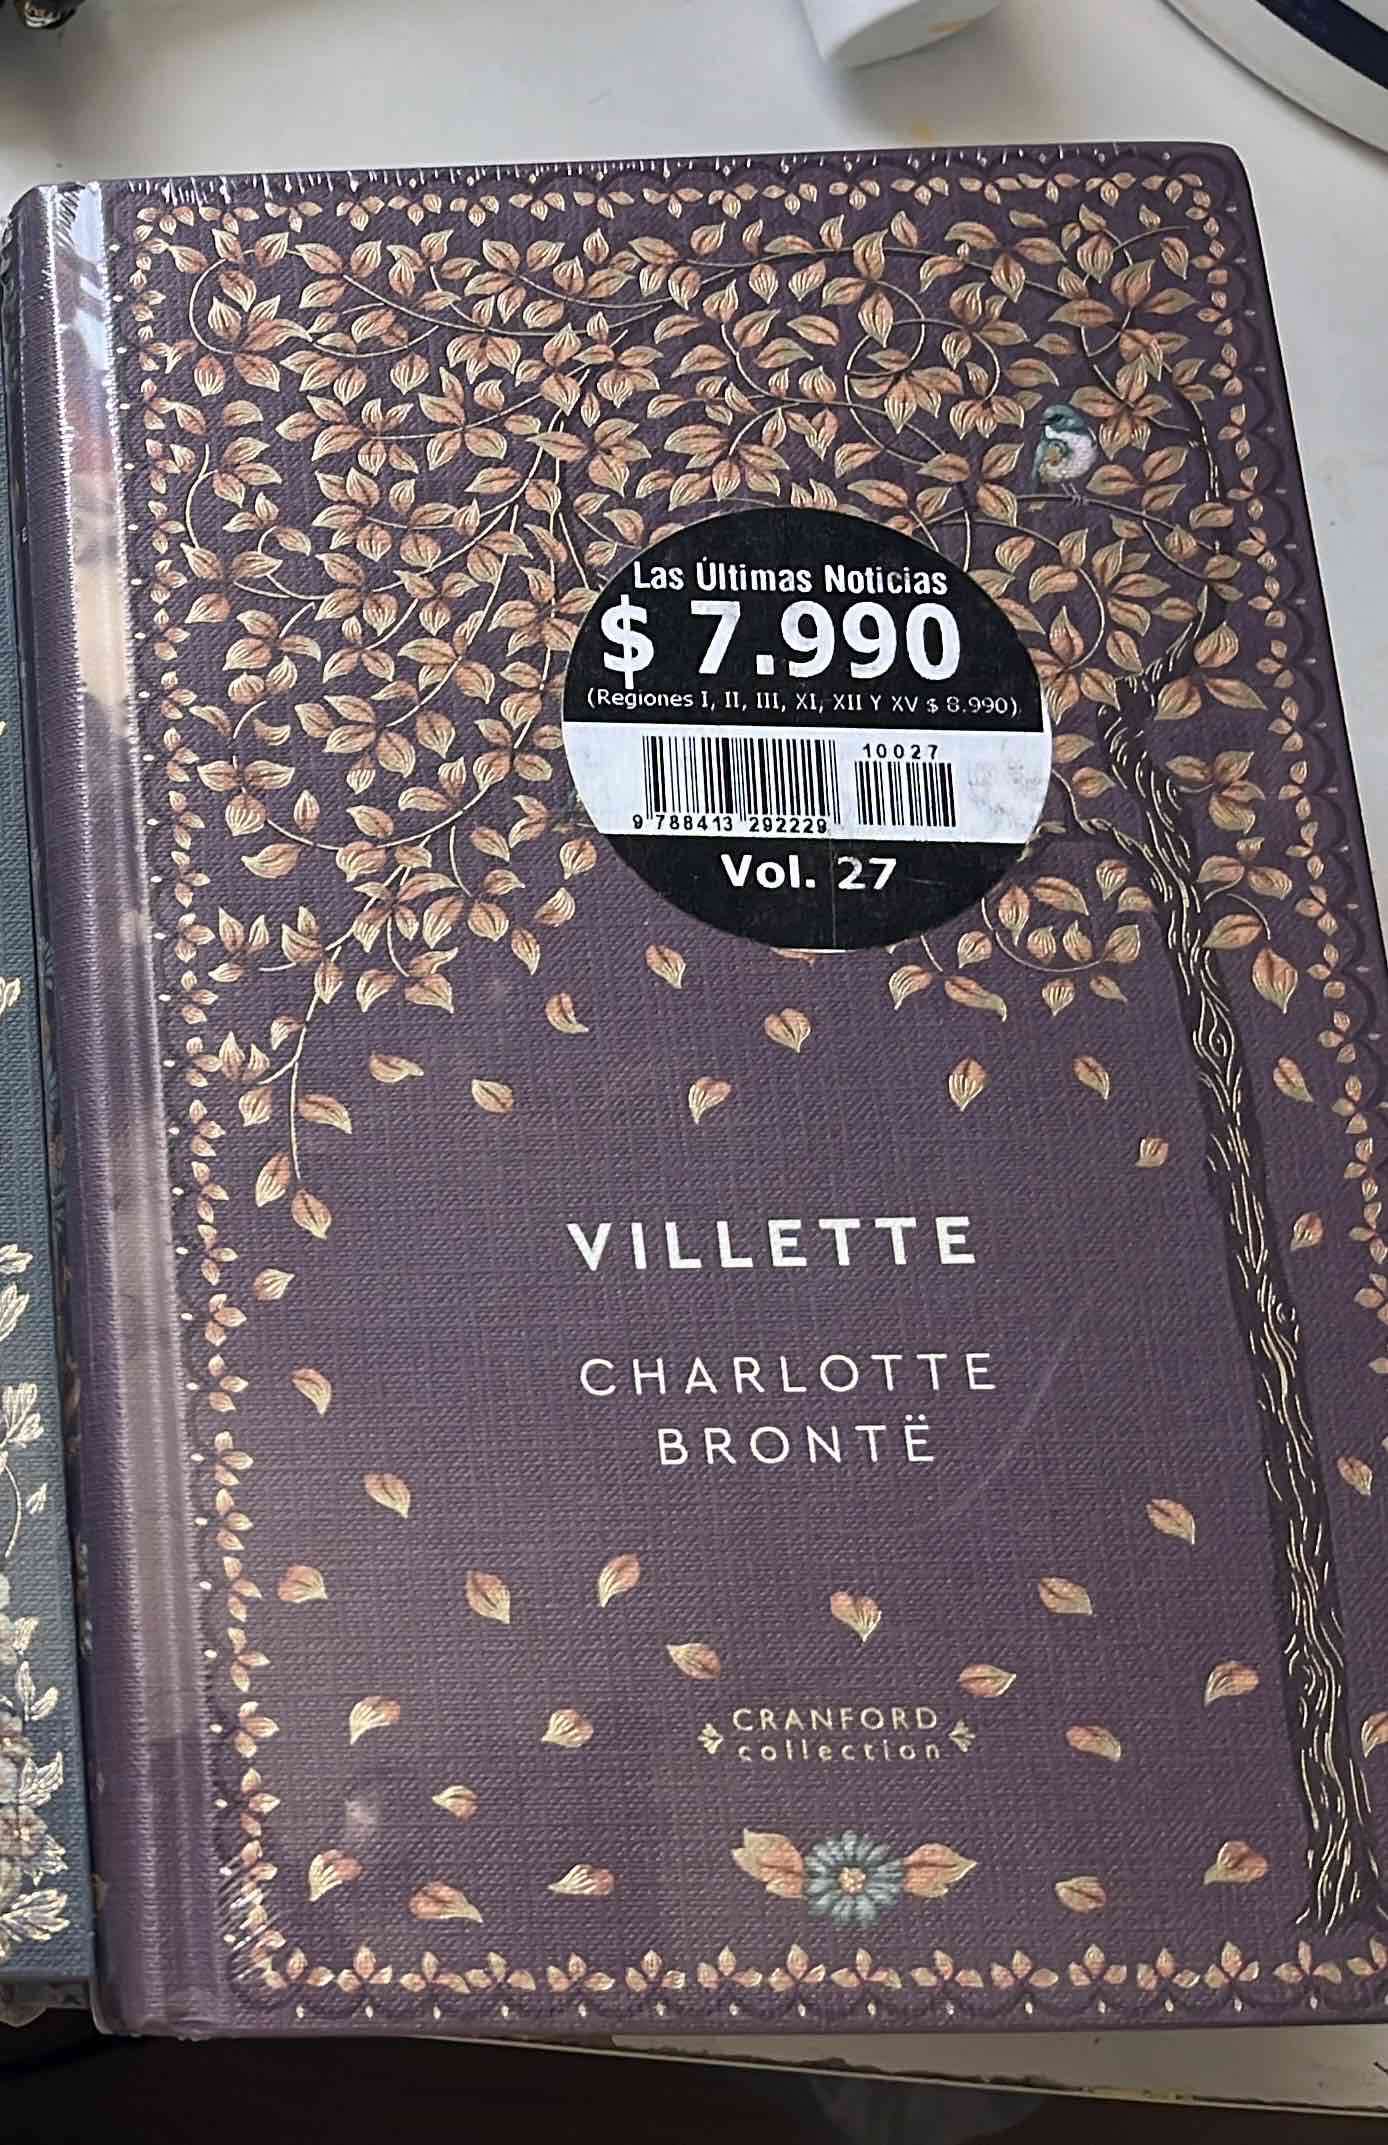 Las Últimas Noticias
$ 7.990
(Regiones I, II, III, XI, XII Y XV $ 8.990)
10027
9 788413 292229
Vol. 27
VILLETTE
CHARLOTTE
BRONTË
CRANFORD
collection